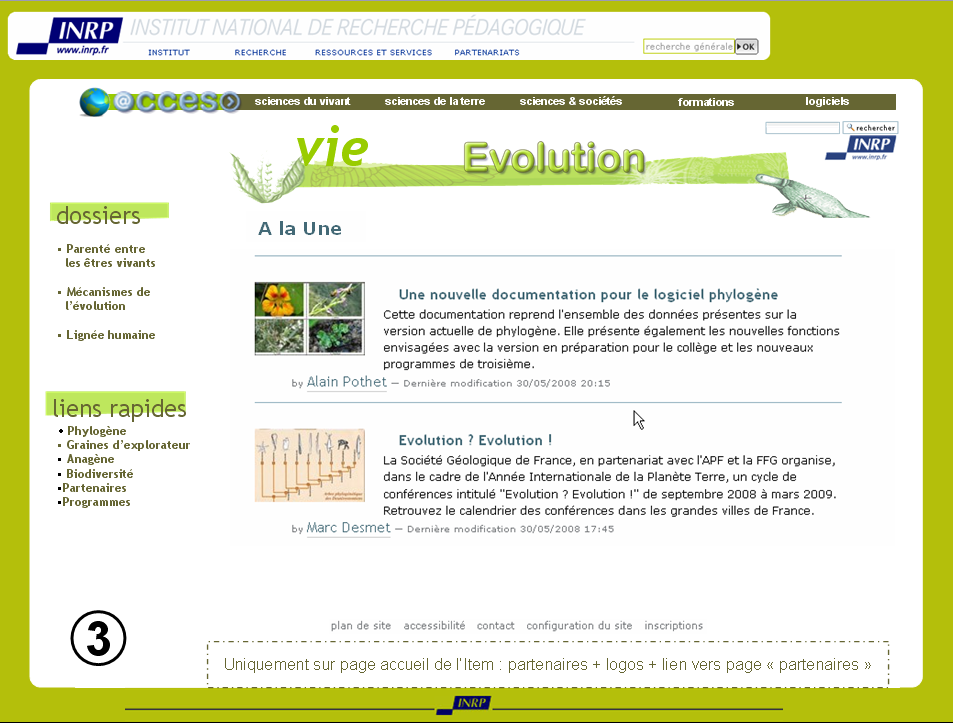 INRP
www.inrp.fr
INSTITUT NATIONAL DE RECHERCHE PÉDAGOGIQUE
INSTITUT RECHERCHE RESSOURCES ET SERVICES PARTENARIATS
recherche générale OK
@cceso
sciences du vivant sciences de la terre sciences & sociétés formations logiciels
rechercher
INRP
www.inrp.fr
vie
Evolution
dossiers
Parenté entre
les êtres vivants
Mécanismes de
l'évolution
Lignée humaine
liens rapides
Phylogène
Graines d'explorateur
Anagène
Biodiversité
Partenaires
Programmes
A la Une
Une nouvelle documentation pour le logiciel phylogène
Cette documentation reprend l'ensemble des données présentes sur la
version actuelle de phylogène. Elle présente également les nouvelles fonctions
envisagées avec la version en préparation pour le collège et les nouveaux
programmes de troisième.
by Alain Pothet — Dernière modification 30/05/2008 20:15
Evolution ? Evolution !
La Société Géologique de France, en partenariat avec l'APF et la FFG organise,
dans le cadre de l'Année Internationale de la Planète Terre, un cycle de
conférences intitulé "Evolution ? Evolution !" de septembre 2008 à mars 2009.
Retrouvez le calendrier des conférences dans les grandes villes de France.
by Marc Desmet — Dernière modification 30/05/2008 17:45
3
plan de site accessibilité contact configuration du site inscriptions
Uniquement sur page accueil de l'Item : partenaires + logos + lien vers page « partenaires »
INRP